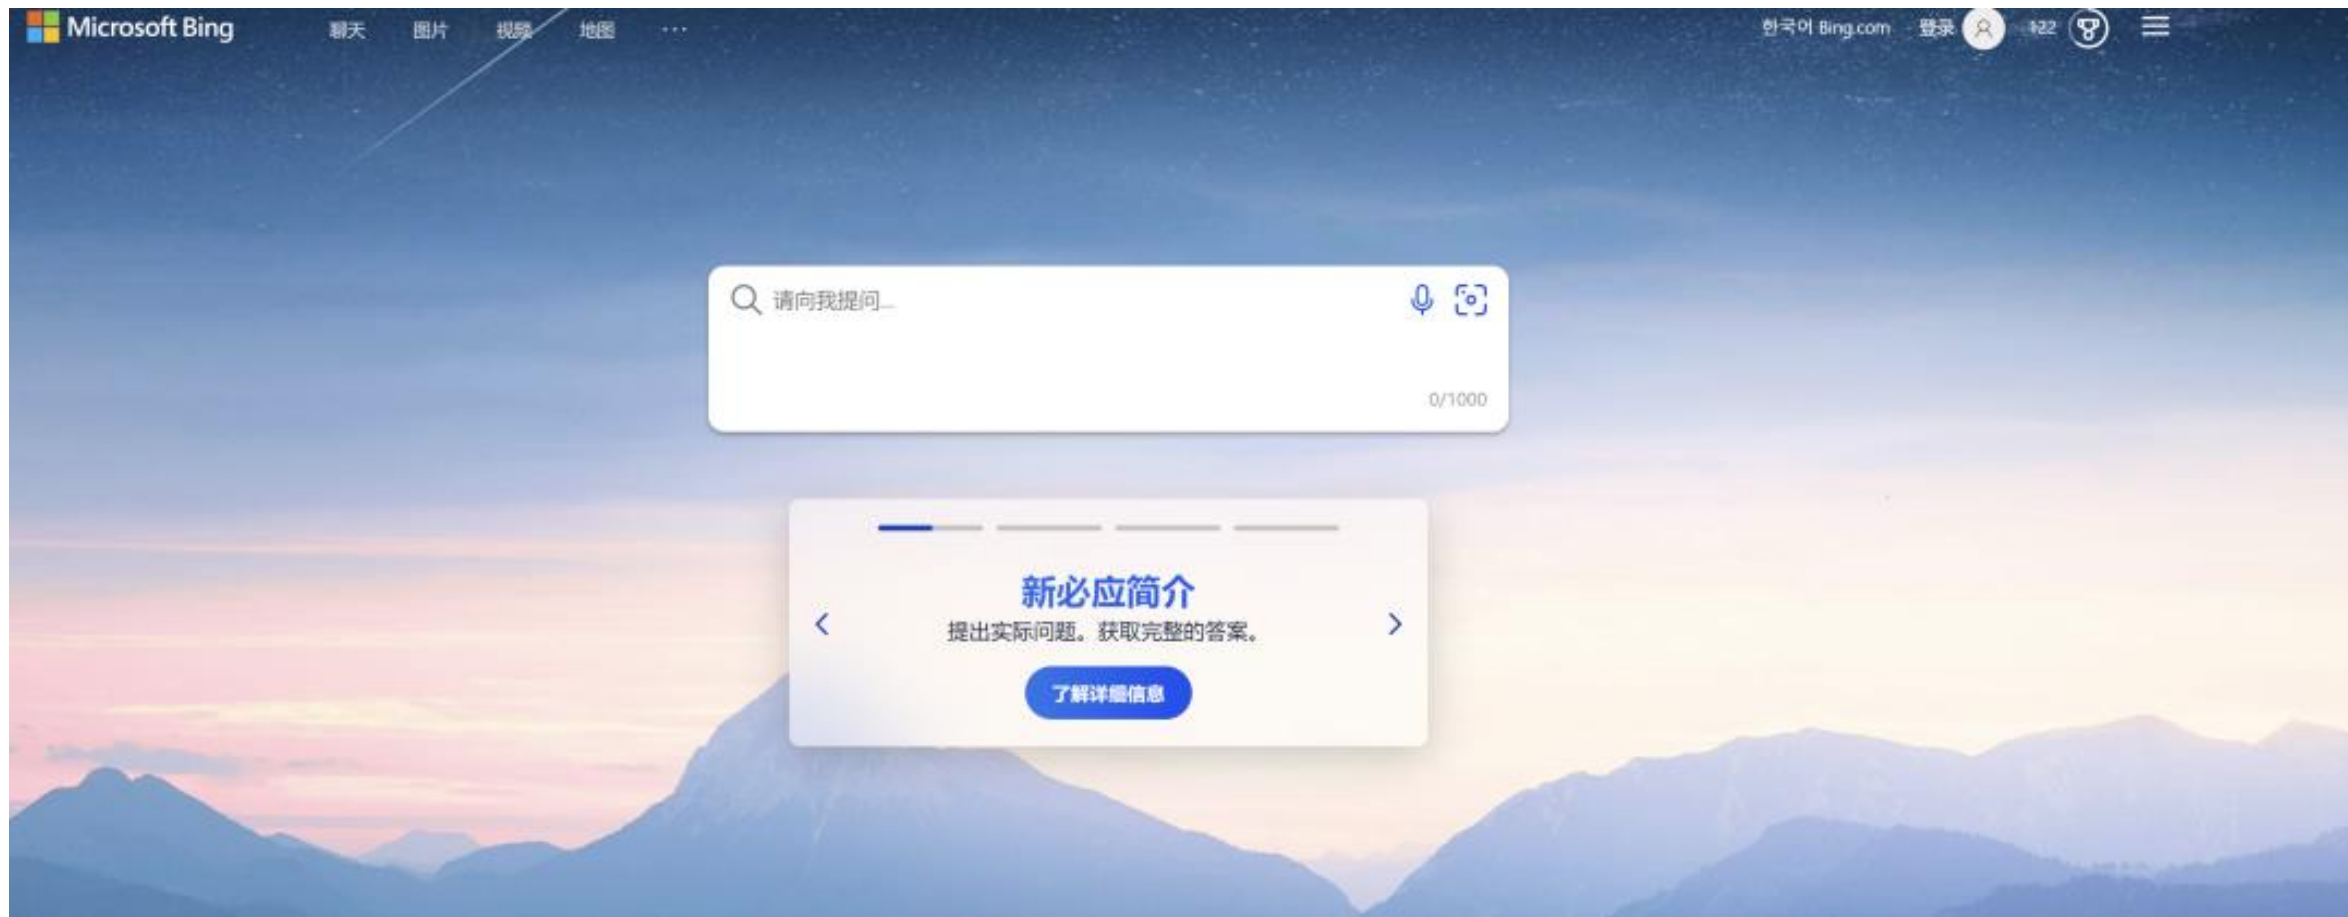 Microsoft Bing 聊天 图片 视频 地图 ... 한국어 Bing.com 登录 122
请向我提问...
0/1000
新必应简介
提出实际问题。获取完整的答案。
了解详细信息